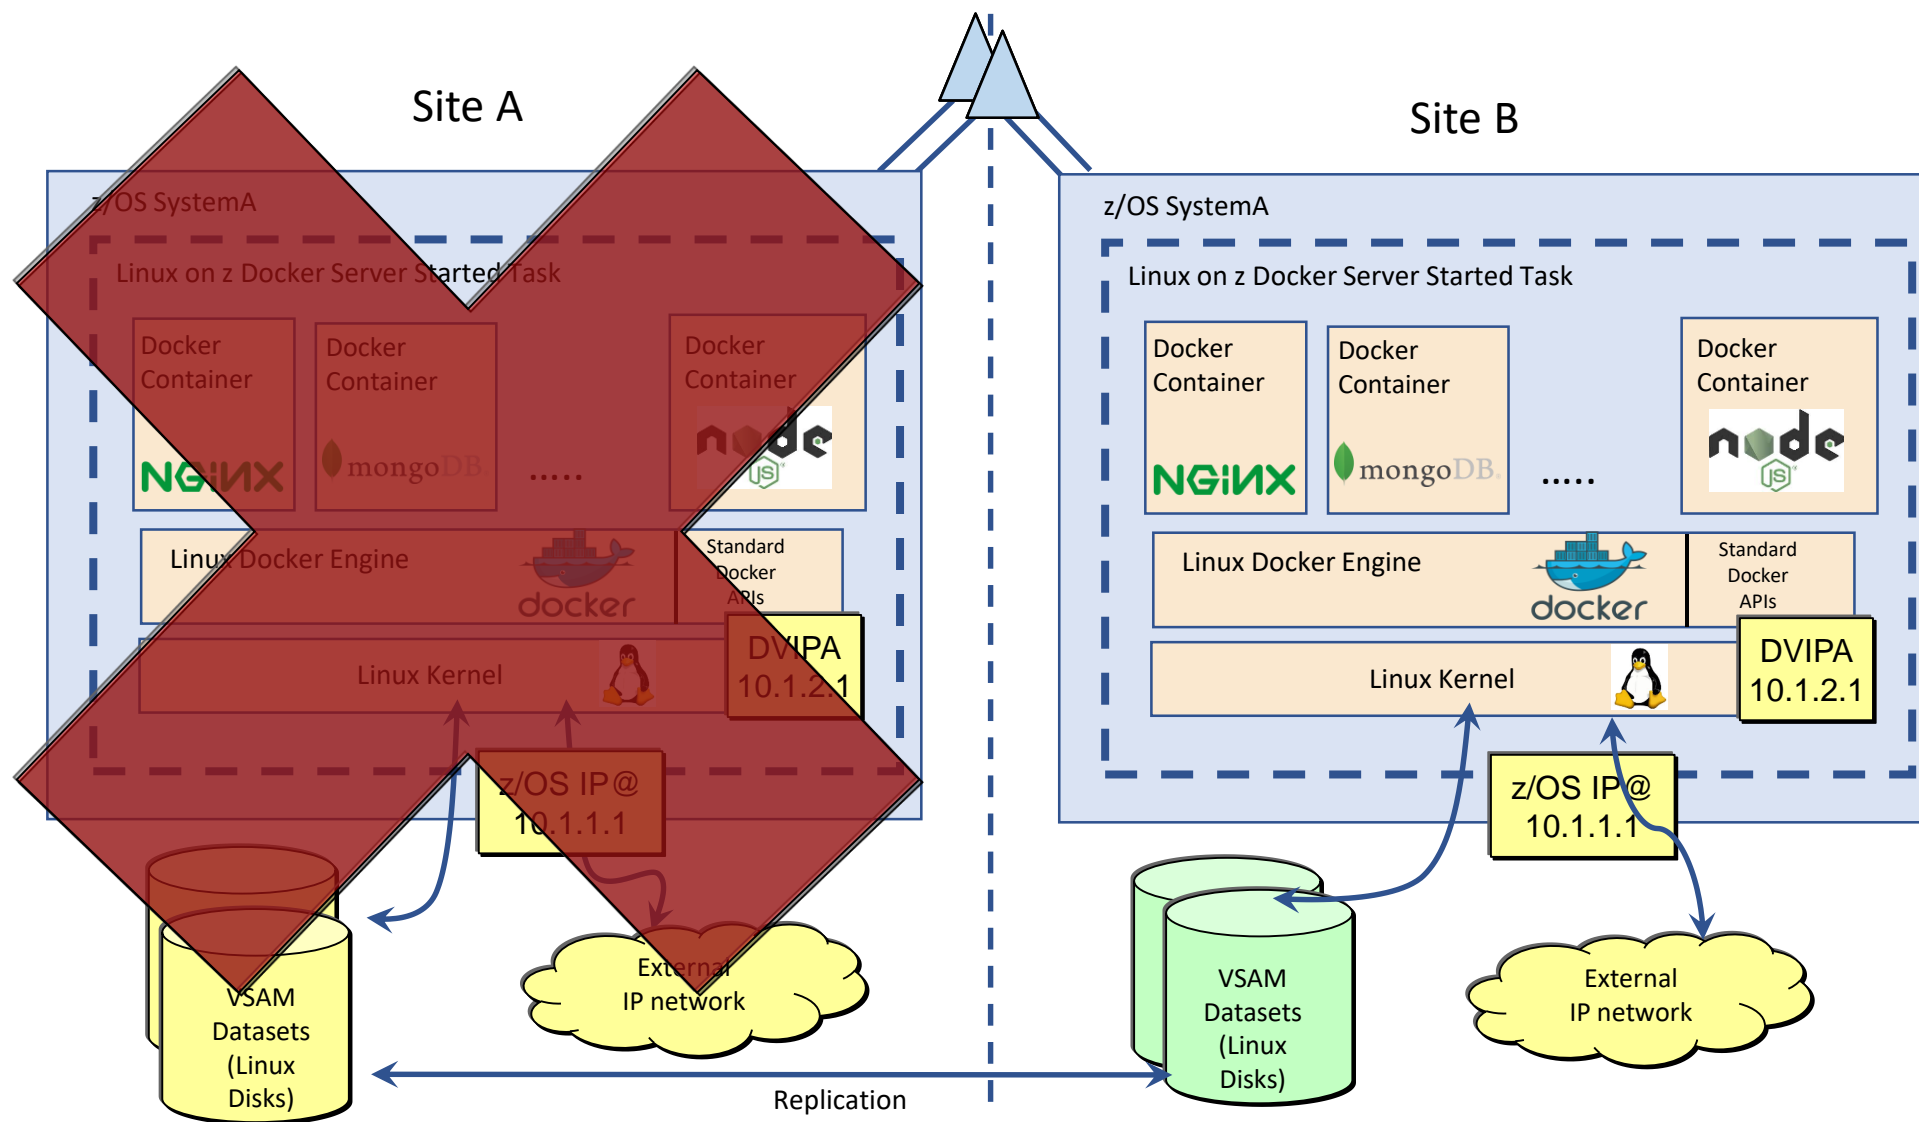 Site A
z/OS SystemA
Linux on z Docker Server Started Task
Docker
Container
NGINX
Docker
Container
mongoDB.
.....
Docker
Container
node
JS
Linux Docker Engine
docker
Standard
Docker
APIs
Linux Kernel
DVIPA
10.1.2.1
z/OS IP@
10.1.1.1
VSAM
Datasets
(Linux
Disks)
External
IP network
Replication
Site B
z/OS SystemA
Linux on z Docker Server Started Task
Docker
Container
NGINX
Docker
Container
mongoDB.
.....
Docker
Container
node
JS
Linux Docker Engine
docker
Standard
Docker
APIs
Linux Kernel
DVIPA
10.1.2.1
z/OS IP@
10.1.1.1
VSAM
Datasets
(Linux
Disks)
External
IP network